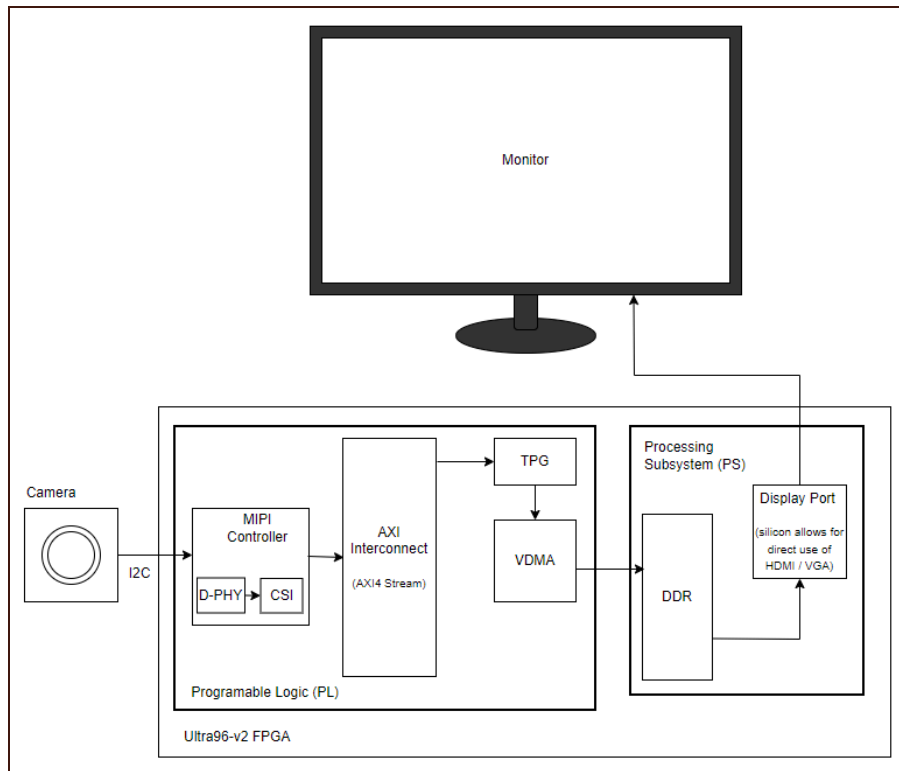 Monitor
Processing
Subsystem (PS)
TPG
Camera
Display Port
(silicon allows for
direct use of
HDMI / VGA)
MIPI
Controller
AXI
Interconnect
(AXI4 Stream)
VDMA
I2C
D-PHY
CSI
DDR
Programable Logic (PL)
Ultra96-v2 FPGA